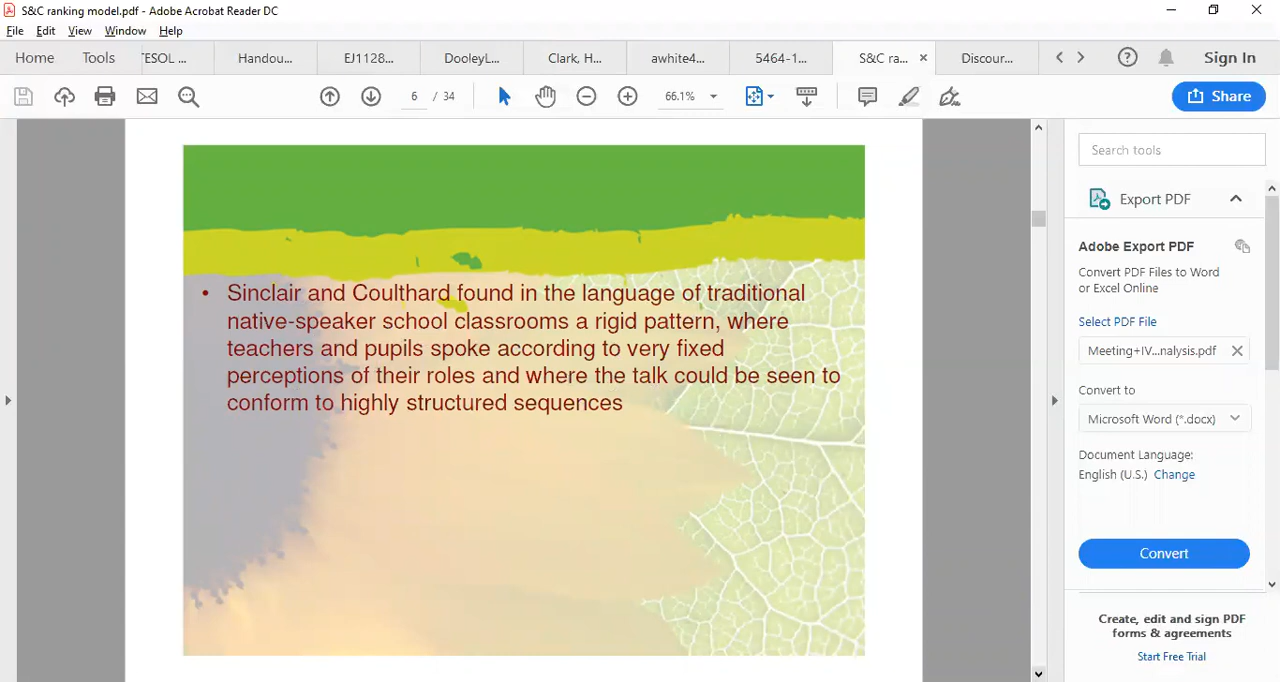 S&C ranking model.pdf - Adobe Acrobat Reader DC
File Edit View Window Help
Home Tools TESOL ... Handou... EJ1128... DooleyL... Clark, H... awhite4... 5464-1... S&C ra... × Discour... Sign In
6 / 34 66.1% Share
Search tools
Export PDF
Adobe Export PDF
Convert PDF Files to Word
or Excel Online
Select PDF File
Meeting+IV...nalysis.pdf
Convert to
Microsoft Word (*.docx)
Document Language:
English (U.S.) Change
Convert
Create, edit and sign PDF
forms & agreements
Start Free Trial
• Sinclair and Coulthard found in the language of traditional
native-speaker school classrooms a rigid pattern, where
teachers and pupils spoke according to very fixed
perceptions of their roles and where the talk could be seen to
conform to highly structured sequences